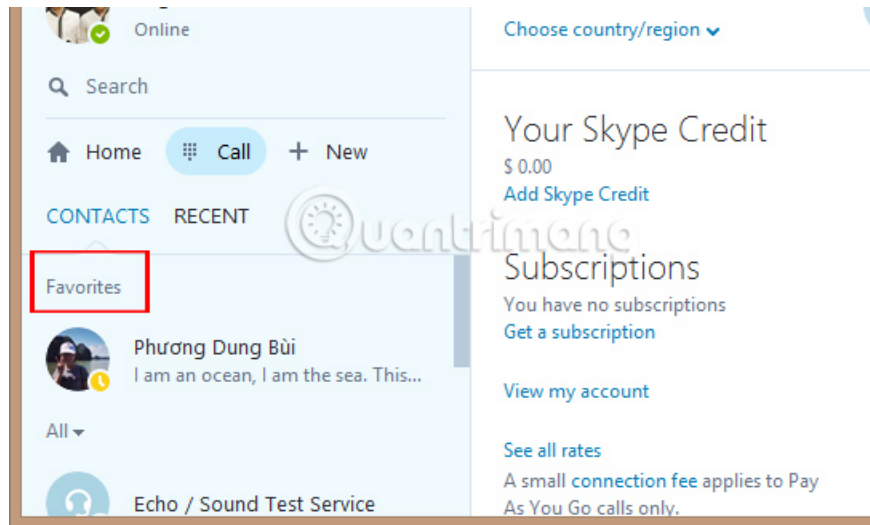 Online
Search
Home
Call
New
CONTACTS
RECENT
Favorites
Phương Dung Bùi
I am an ocean, I am the sea. This...
All
Echo / Sound Test Service
Choose country/region
Your Skype Credit
$ 0.00
Add Skype Credit
Quantrimang
Subscriptions
You have no subscriptions
Get a subscription
View my account
See all rates
A small connection fee applies to Pay
As You Go calls only.